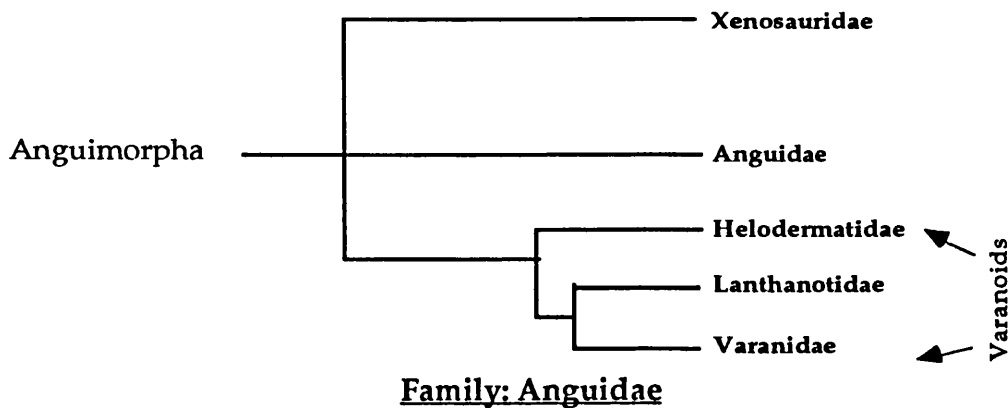 Xenosauridae
Anguimorpha
Anguidae
Helodermatidae
Lanthanotidae
Varanidae
Varanoids
Family: Anguidae